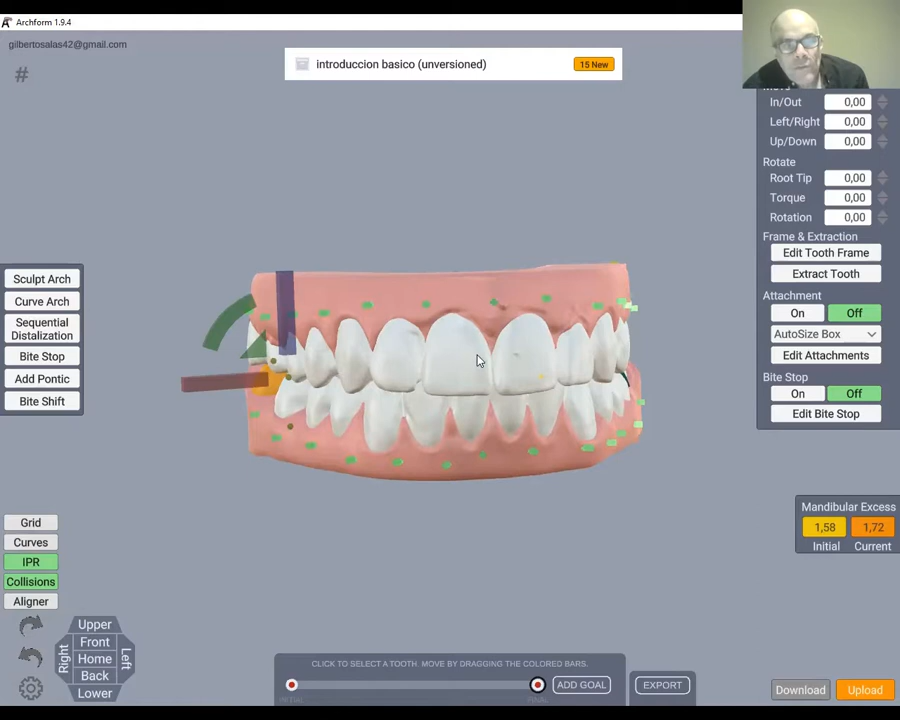 Archform 1.9.4
gilbertosalas42@gmail.com
#
introduccion basico (unversioned)
15 New
In/Out 0,00
Left/Right 0,00
Up/Down 0,00
Rotate
Root Tip 0,00
Torque 0,00
Rotation 0,00
Frame & Extraction
Edit Tooth Frame
Extract Tooth
Attachment
On Off
AutoSize Box
Edit Attachments
Bite Stop
On Off
Edit Bite Stop
Sculpt Arch
Curve Arch
Sequential
Distalization
Bite Stop
Add Pontic
Bite Shift
Mandibular Excess
1,58 1,72
Initial Current
Grid
Curves
IPR
Collisions
Aligner
Upper
Front
Right Home Left
Back
Lower
CLICK TO SELECT A TOOTH. MOVE BY DRAGGING THE COLORED BARS.
ADD GOAL
EXPORT
INITIAL
Download Upload